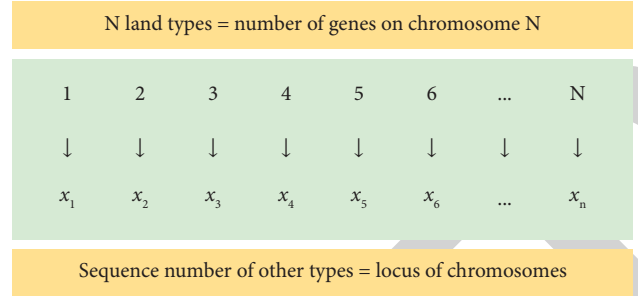 N land types = number of genes on chromosome N
1 2 3 4 5 6 ... N
↓ ↓ ↓ ↓ ↓ ↓ ↓ ↓
x₁ x₂ x₃ x₄ x₅ x₆ ... xₙ
Sequence number of other types = locus of chromosomes